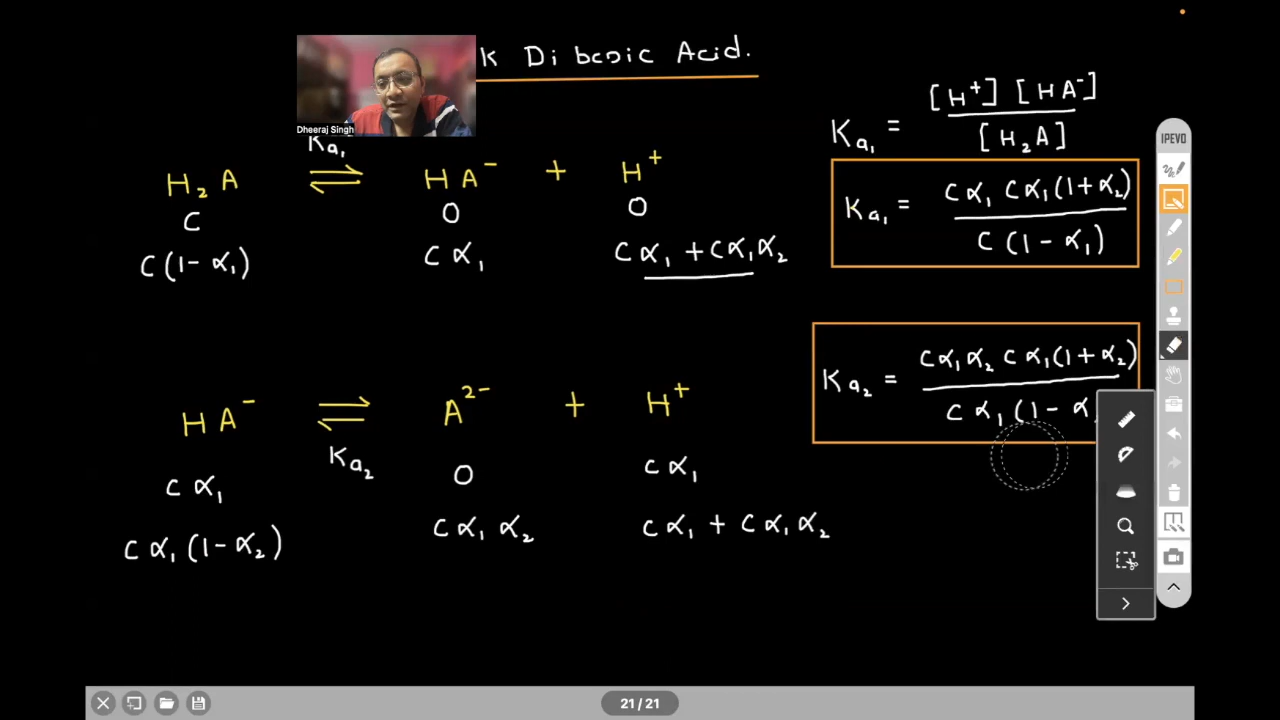 k Di basic Acid.
Dheeraj Singh
Ka₁
H₂A ⇌ HA⁻ + H⁺
C 0 0
C(1-α₁) Cα₁ Cα₁ + Cα₁α₂
HA⁻ ⇌ A²⁻ + H⁺
Ka₂
Cα₁ 0 Cα₁
Cα₁(1-α₂) Cα₁α₂ Cα₁ + Cα₁α₂
Ka₁ = [H⁺][HA⁻] / [H₂A]
Ka₁ = Cα₁ Cα₁(1+α₂) / C(1-α₁)
Ka₂ = Cα₁α₂ Cα₁(1+α₂) / Cα₁(1-α
IPEVO
21/21